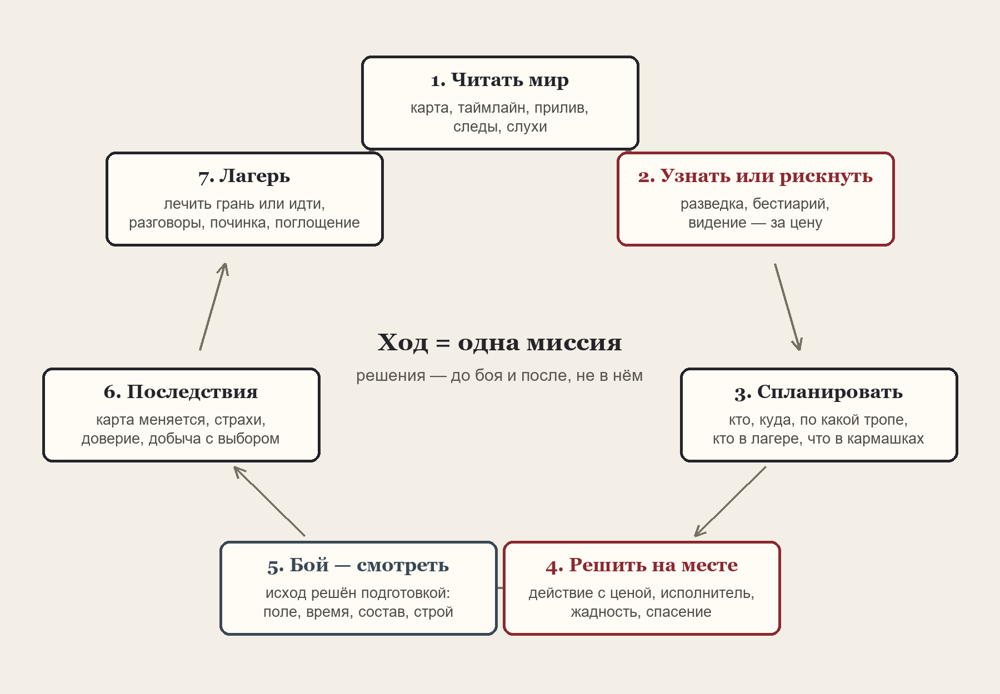 1. Читать мир
карта, таймлайн, прилив,
следы, слухи
2. Узнать или рискнуть
разведка, бестиарий,
видение — за цену
3. Спланировать
кто, куда, по какой тропе,
кто в лагере, что в кармашках
4. Решить на месте
действие с ценой, исполнитель,
жадность, спасение
5. Бой — смотреть
исход решён подготовкой:
поле, время, состав, строй
6. Последствия
карта меняется, страхи,
доверие, добыча с выбором
7. Лагерь
лечить грань или идти,
разговоры, починка, поглощение
Ход = одна миссия
решения — до боя и после, не в нём